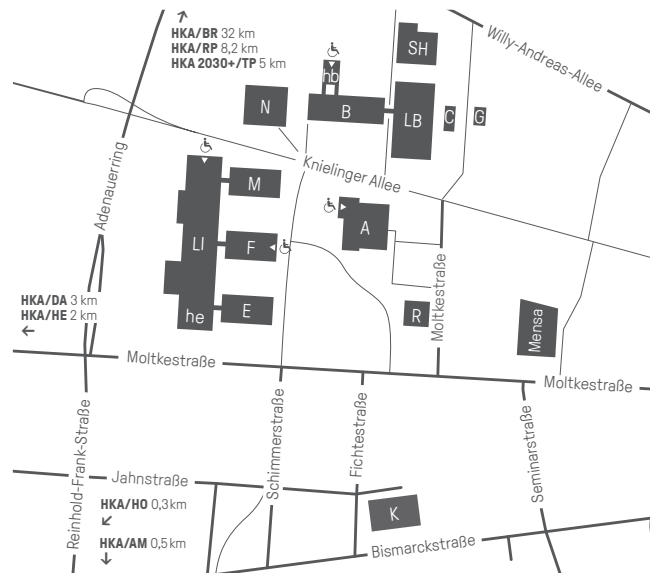 HKA/BR 32 km
HKA/RP 8,2 km
HKA 2030+/TP 5 km
SH
Willy-Andreas-Allee
hb
N
B
LB
C
G
Knielinger Allee
Adenauerring
M
A
LI
F
Moltkestraße
HKA/DA 3 km
HKA/HE 2 km
he
E
R
Mensa
Moltkestraße
Moltkestraße
Reinhold-Frank-Straße
Schimmerstraße
Fichtestraße
Seminarstraße
Jahnstraße
HKA/HO 0,3km
K
HKA/AM 0,5 km
Bismarckstraße